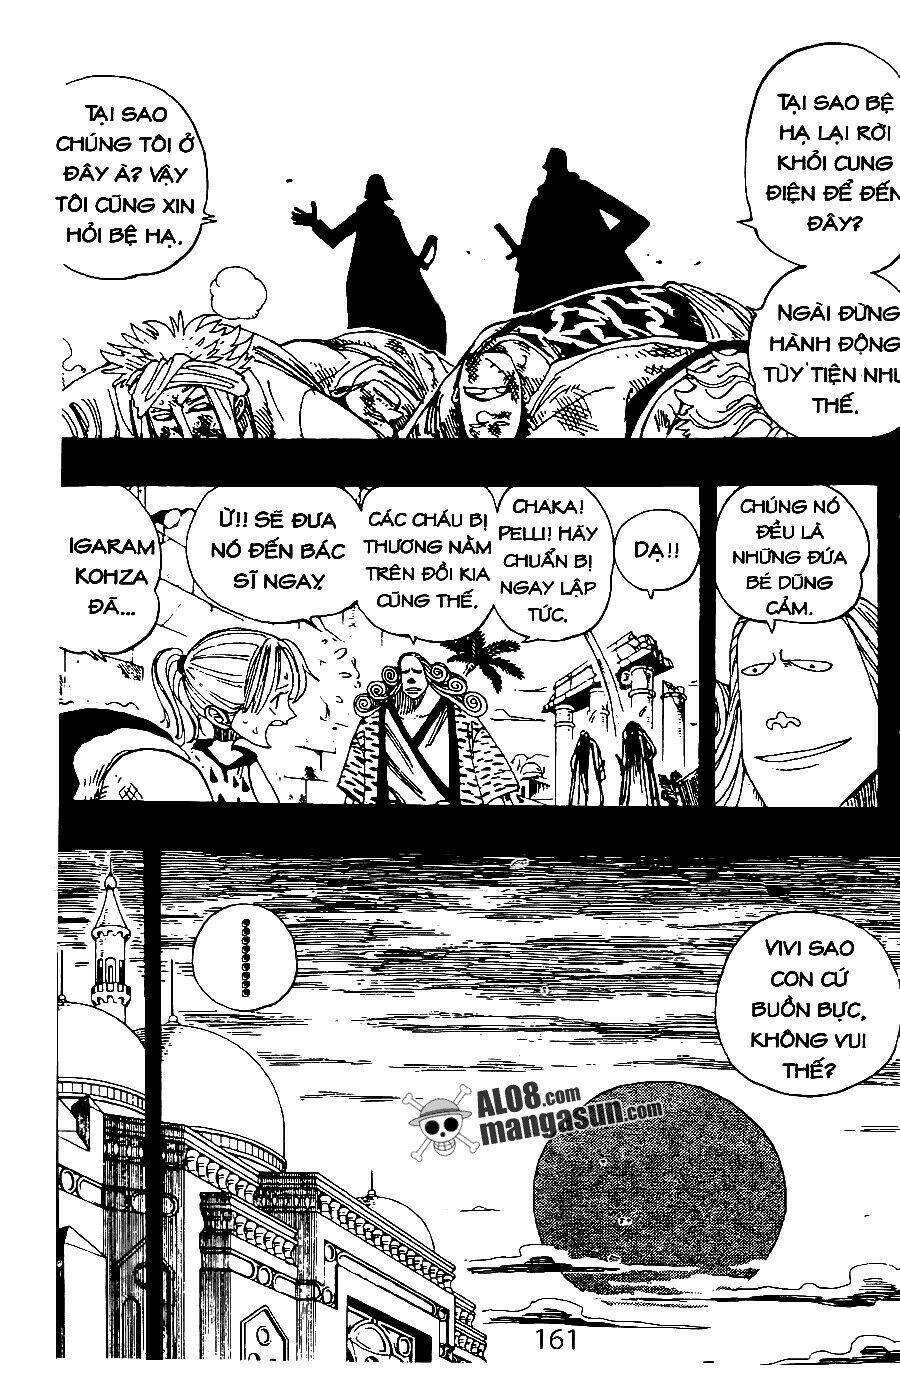 TẠI SAO BỆ
HẠ LẠI RỜI
KHỎI CUNG
ĐIỆN ĐỂ ĐẾN
ĐÂY?
NGÀI ĐỪNG
HÀNH ĐỘNG
TÙY TIỆN NHƯ
THẾ.
TẠI SAO
CHÚNG TÔI Ở
ĐÂY À? VẬY
TÔI CŨNG XIN
HỎI BỆ HẠ.
CHÚNG NÓ
ĐỀU LÀ
NHỮNG ĐỨA
BÉ DŨNG
CẢM.
DẠ!!
CHAKA!
PELL! HÃY
CHUẨN BỊ
NGAY LẬP
TỨC.
CÁC CHÁU BỊ
THƯƠNG NẰM
TRÊN ĐỒI KIA
CŨNG THẾ.
Ừ!! SẼ ĐƯA
NÓ ĐẾN BÁC
SĨ NGAY.
IGARAM
KOHZA
ĐÃ...
VIVI SAO
CON CỨ
BUỒN BỰC,
KHÔNG VUI
THẾ?
..........
AL08.com
mangasun.com
161